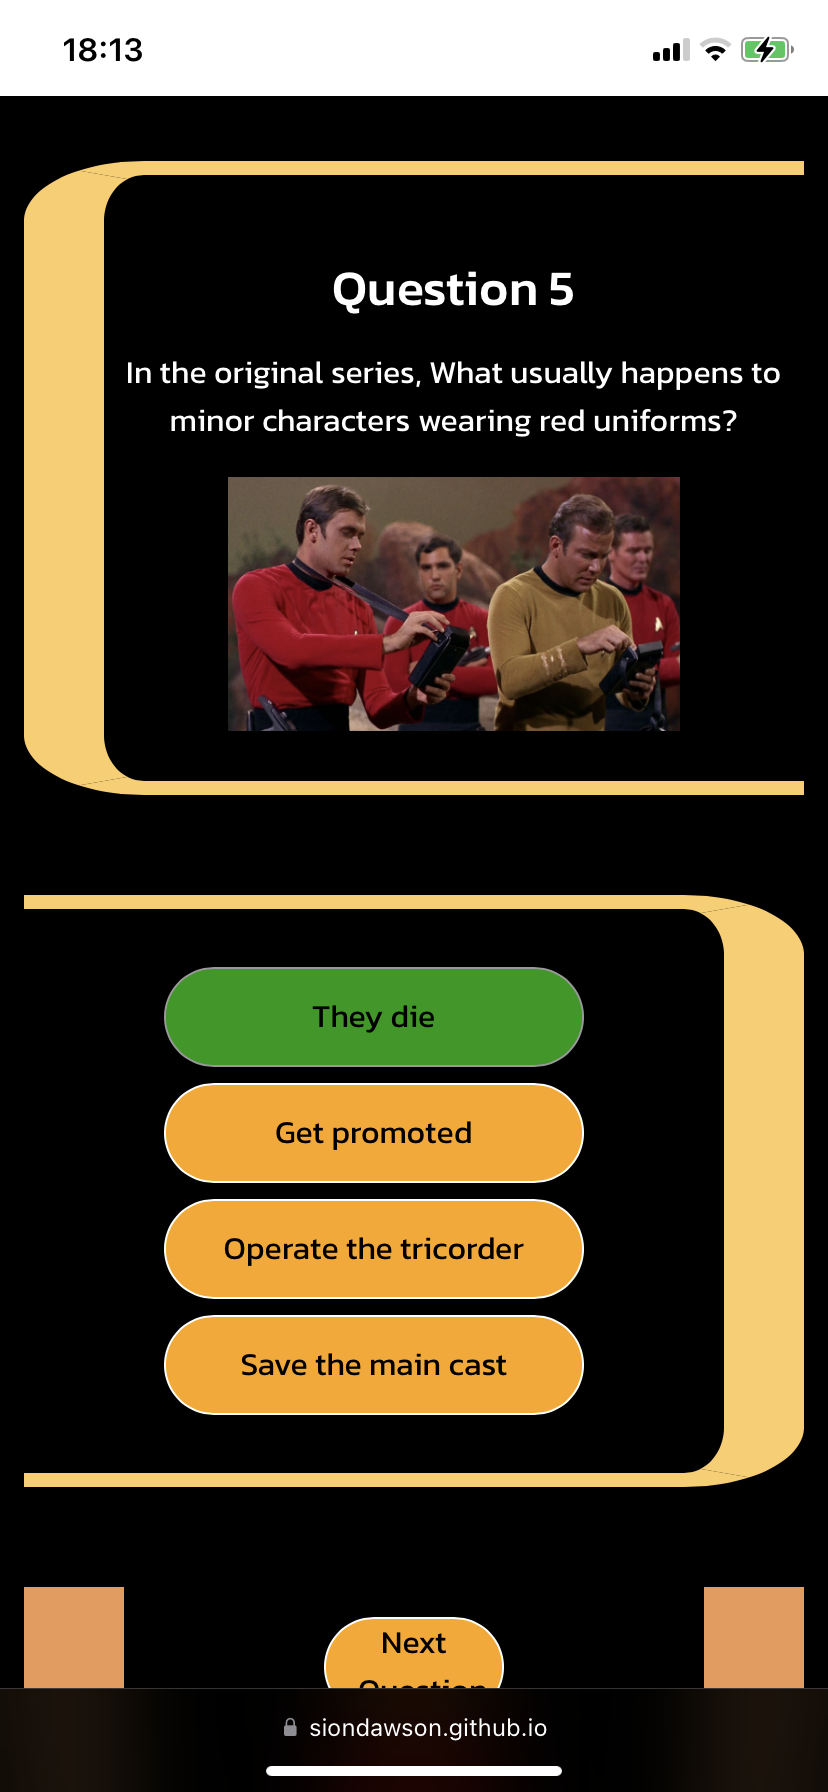 18:13
Question 5
In the original series, What usually happens to
minor characters wearing red uniforms?
They die
Get promoted
Operate the tricorder
Save the main cast
Next
Question
siondawson.github.io